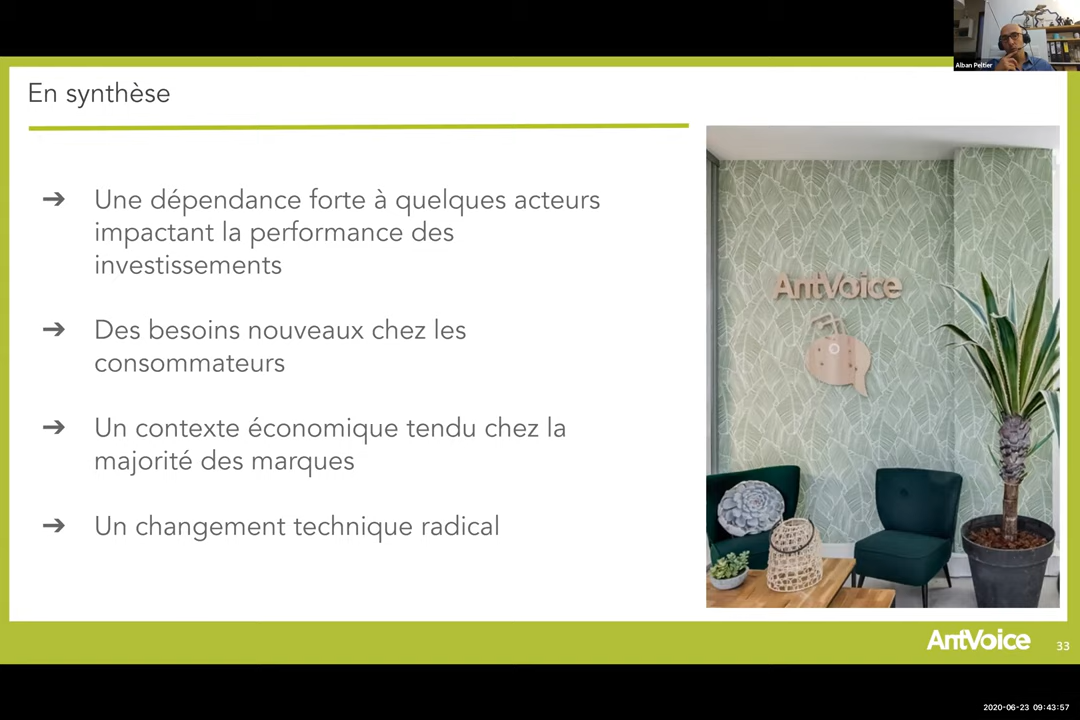 Alban Peltier
En synthèse
➔ Une dépendance forte à quelques acteurs
impactant la performance des
investissements
➔ Des besoins nouveaux chez les
consommateurs
➔ Un contexte économique tendu chez la
majorité des marques
➔ Un changement technique radical
AntVoice
AntVoice
33
2020-06-23 09:43:57